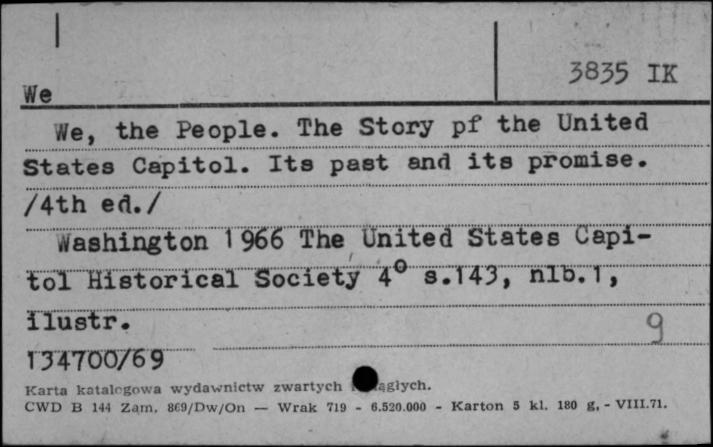 3835 IK
We
We, the People. The Story pf the United
States Capitol. Its past and its promise.
/4th ed./
Washington 1966 The United States Capi-
tol Historical Society 4° s.143, nlb.1,
ilustr.
9
134700/69
Karta katalogowa wydawnictw zwartych
CWD B 144 Zam. 869/Dw/On — Wrak 719 - 6.520.000 - Karton 5 kl. 180 g, - VIII.71.